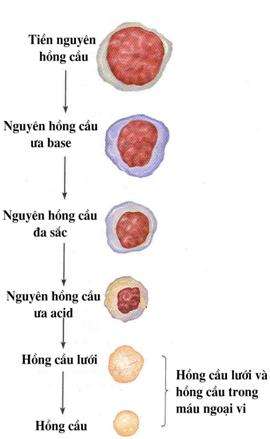 Tiền nguyên
hồng cầu
Nguyên hồng cầu
ưa base
Nguyên hồng cầu
đa sắc
Nguyên hồng cầu
ưa acid
Hồng cầu lưới
Hồng cầu
Hồng cầu lưới và
hồng cầu trong
máu ngoại vi